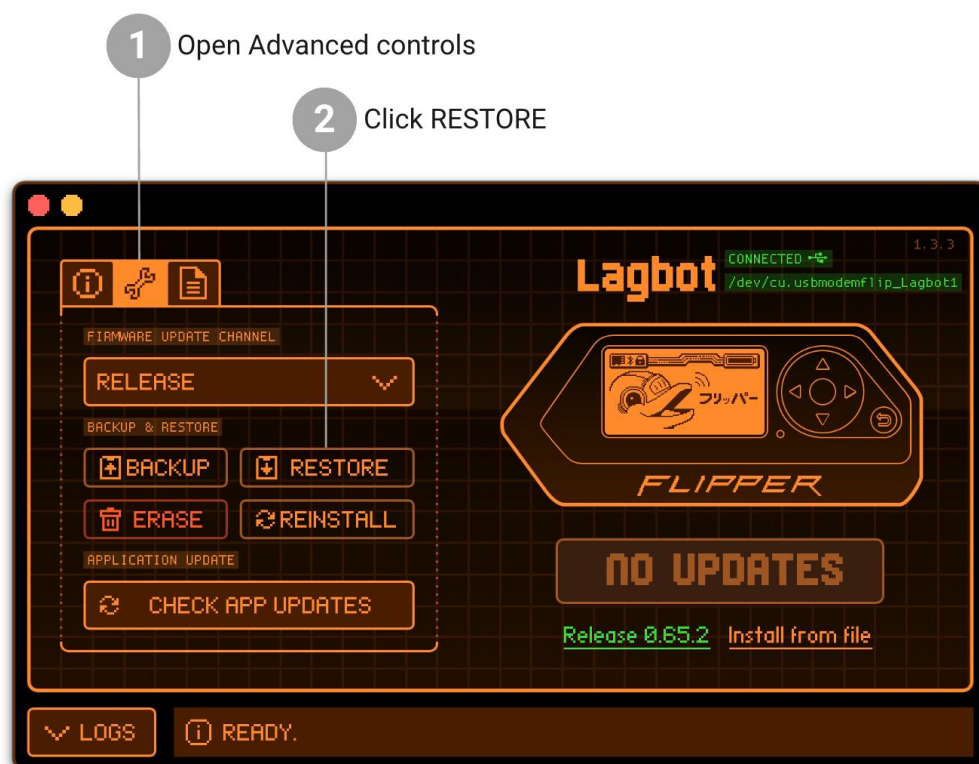 1 Open Advanced controls
2 Click RESTORE
1.3.3
Lagbot
CONNECTED
/dev/cu.usbmodemflip_Lagbot1
FIRMWARE UPDATE CHANNEL
RELEASE
BACKUP & RESTORE
BACKUP RESTORE
ERASE REINSTALL
APPLICATION UPDATE
CHECK APP UPDATES
フリッパー
FLIPPER
NO UPDATES
Release 0.65.2 Install from file
LOGS READY.